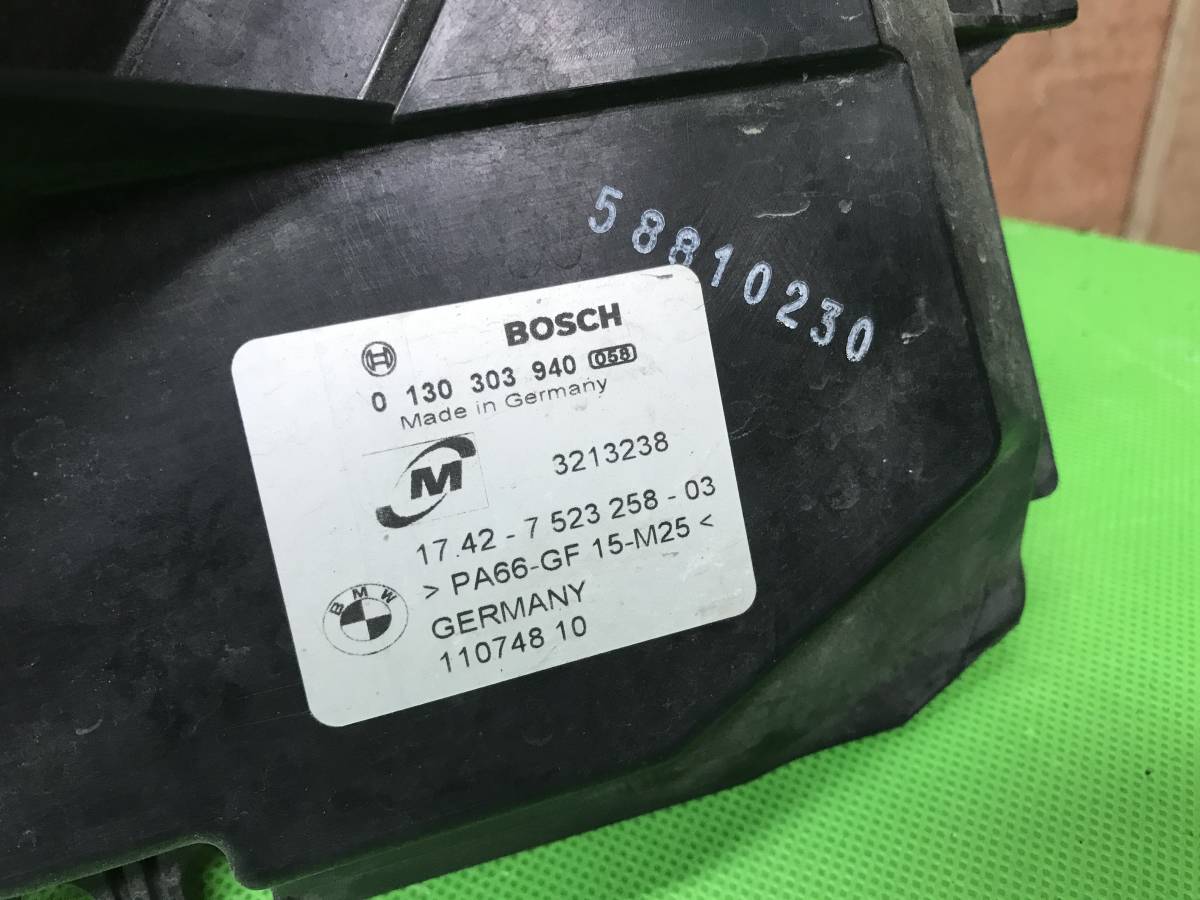 58810230
BOSCH
0 130 303 940 058
Made in Germany
M
3213238
17.42 - 7 523 258 - 03
> PA66-GF 15-M25 <
BMW
GERMANY
110748 10